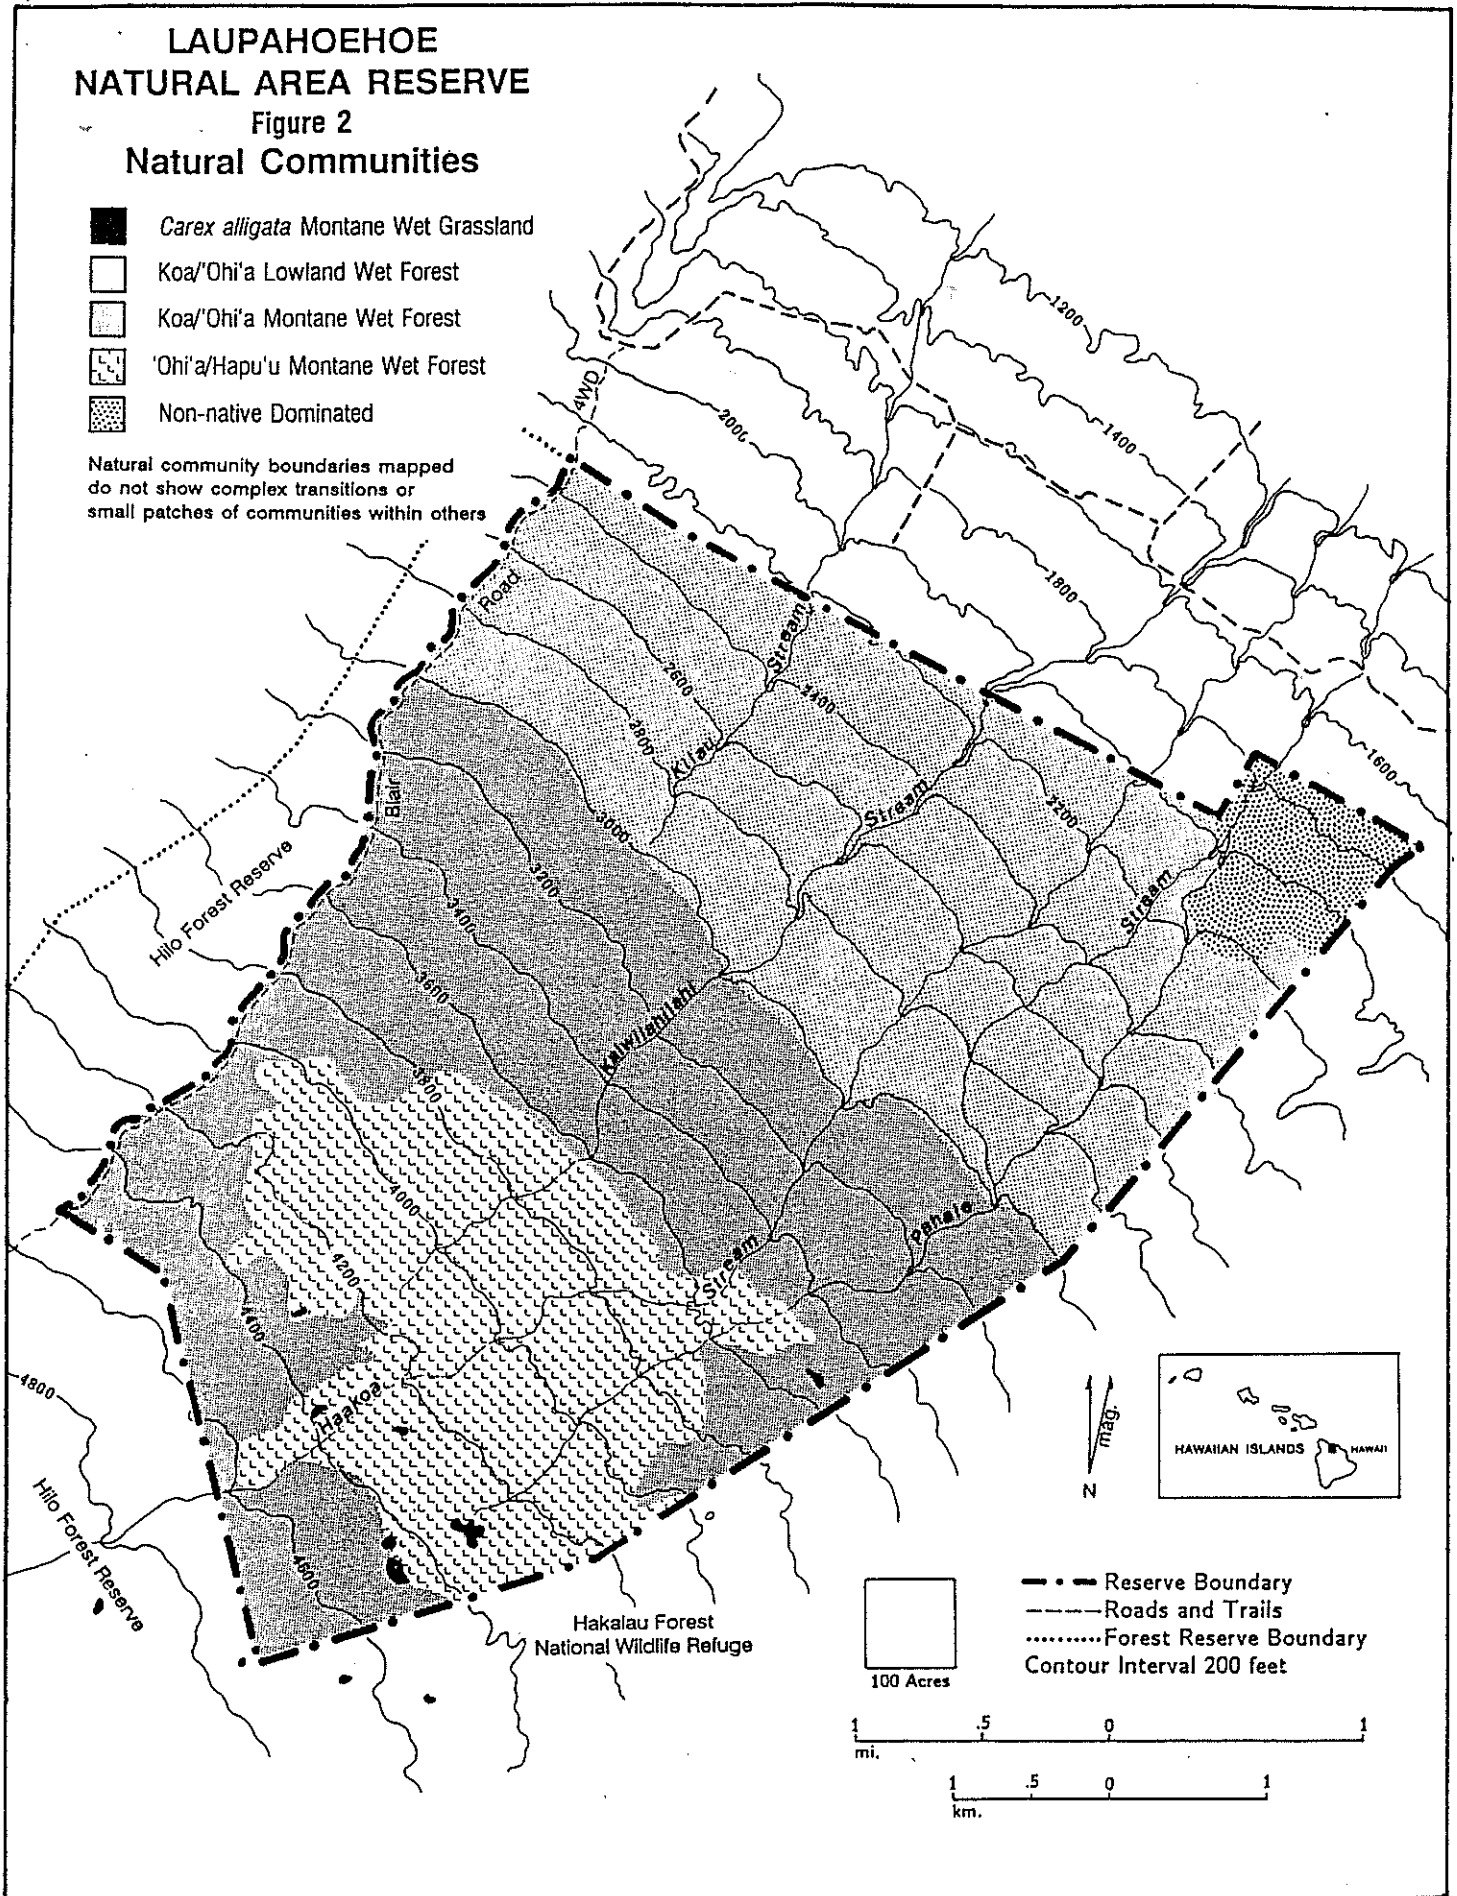 LAUPAHOEHOE
NATURAL AREA RESERVE
Figure 2
Natural Communities
Carex alligata Montane Wet Grassland
Koa/'Ohi'a Lowland Wet Forest
Koa/'Ohi'a Montane Wet Forest
'Ohi'a/Hapu'u Montane Wet Forest
Non-native Dominated
Natural community boundaries mapped
do not show complex transitions or
small patches of communities within others
1200
4WD
2000
1400
1800
Road
Stream
2600
2400
2800
Kilau
1600
Blair
Stream
2200
3000
3200
Hilo Forest Reserve
3400
Stream
3600
Kaiwilahilahi
3800
4000
Pahale
4200
Stream
4400
4800
Haakoa
mag.
N
HAWAIIAN ISLANDS
HAWAII
Hilo Forest Reserve
4600
Hakalau Forest
National Wildlife Refuge
100 Acres
Reserve Boundary
Roads and Trails
Forest Reserve Boundary
Contour Interval 200 feet
1 .5 0 1
mi.
1 .5 0 1
km.